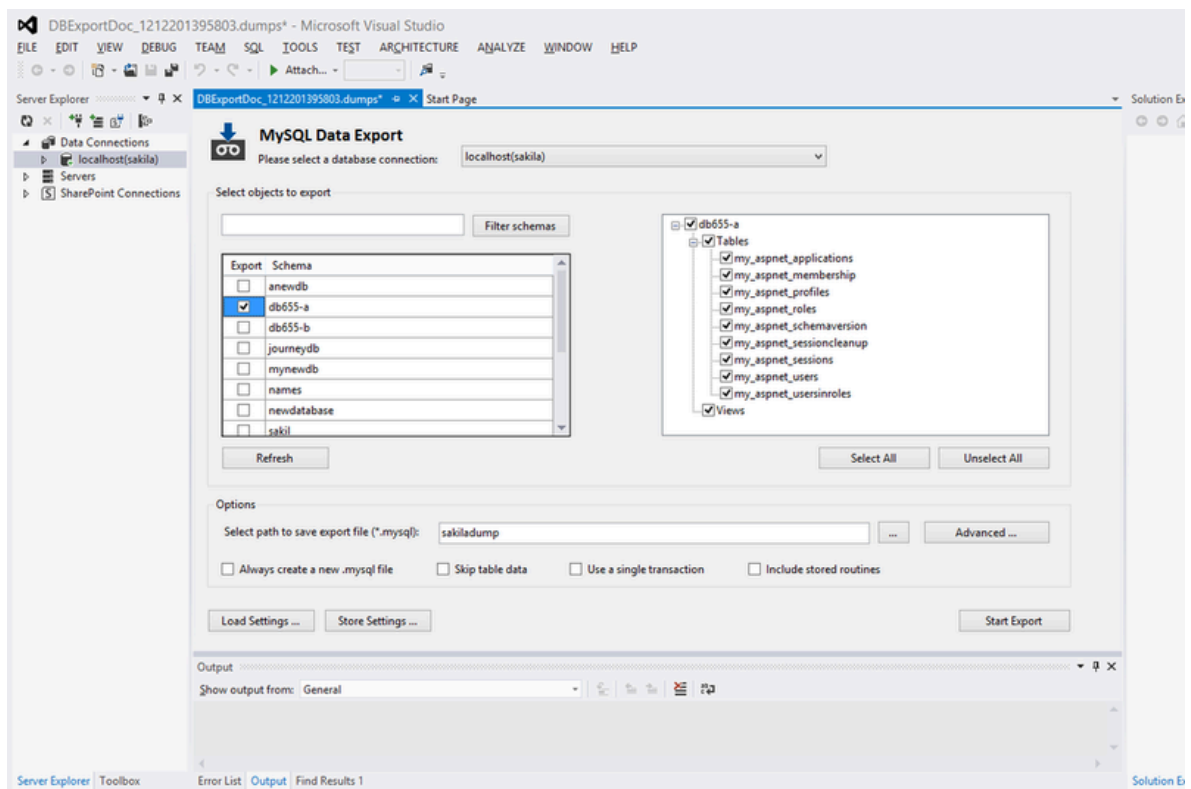 DBExportDoc_1212201395803.dumps* - Microsoft Visual Studio
FILE EDIT VIEW DEBUG TEAM SQL TOOLS TEST ARCHITECTURE ANALYZE WINDOW HELP
Attach...
Server Explorer
DBExportDoc_1212201395803.dumps*
Start Page
Solution Ex
Data Connections
localhost(sakila)
Servers
SharePoint Connections
MySQL Data Export
Please select a database connection: localhost(sakila)
Select objects to export
Filter schemas
Export Schema
anewdb
db655-a
db655-b
journeydb
mynewdb
names
newdatabase
sakil
Refresh
db655-a
Tables
my_aspnet_applications
my_aspnet_membership
my_aspnet_profiles
my_aspnet_roles
my_aspnet_schemaversion
my_aspnet_sessioncleanup
my_aspnet_sessions
my_aspnet_users
my_aspnet_usersinroles
Views
Select All
Unselect All
Options
Select path to save export file (*.mysql): sakiladump ... Advanced ...
Always create a new .mysql file
Skip table data
Use a single transaction
Include stored routines
Load Settings ...
Store Settings ...
Start Export
Output
Show output from: General
Server Explorer Toolbox
Error List Output Find Results 1
Solution Ex